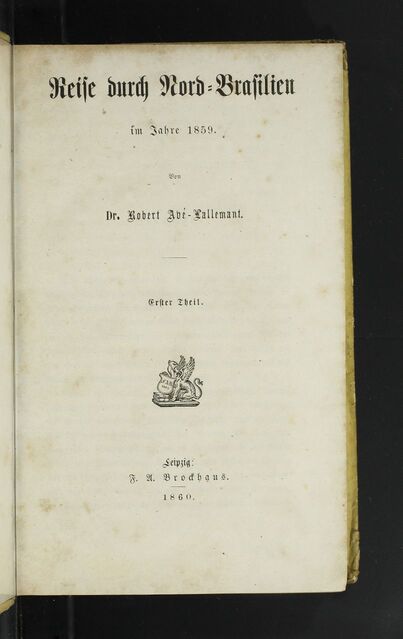 Reise durch Nord-Brasilien
im Jahre 1859.
Von
Dr. Robert Avé-Lallemant.
Erster Theil.
Leipzig:
F. A. Brockhaus.
1860.